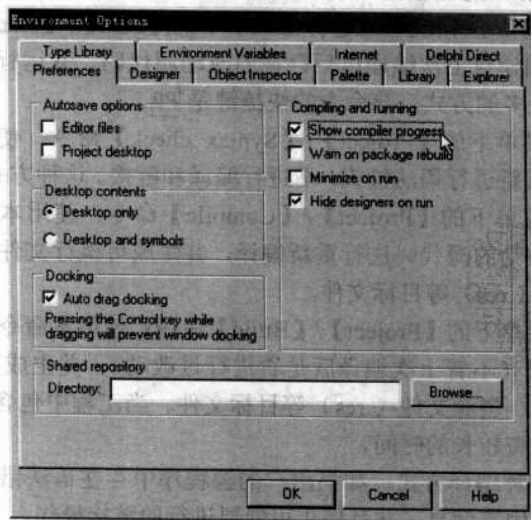 Environment Options
Type Library
Environment Variables
Internet
Delphi Direct
Preferences
Designer
Object Inspector
Palette
Library
Explorer
Autosave options
Editor files
Project desktop
Desktop contents
Desktop only
Desktop and symbols
Docking
Auto drag docking
Pressing the Control key while
dragging will prevent window docking
Compiling and running
Show compiler progress
Warn on package rebuild
Minimize on run
Hide designers on run
Shared repository
Directory:
Browse...
OK
Cancel
Help